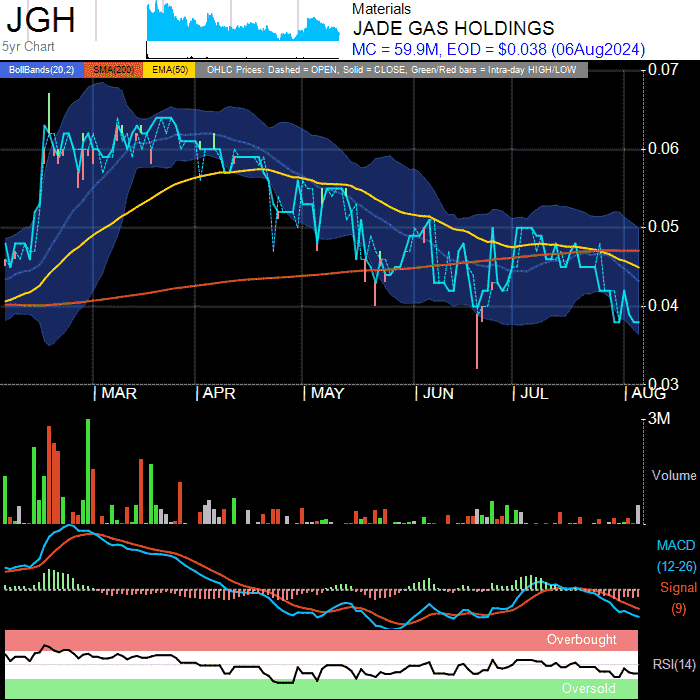 JGH
5yr Chart
Materials
JADE GAS HOLDINGS
MC = 59.9M, EOD = $0.038 (06Aug2024)
BollBands(20,2) SMA(200) EMA(50) OHLC Prices: Dashed = OPEN, Solid = CLOSE, Green/Red bars = Intra-day HIGH/LOW
0.07
0.06
0.05
0.04
0.03
| MAR | APR | MAY | JUN | JUL | AUG
3M
Volume
MACD
(12-26)
Signal
(9)
Overbought
RSI(14)
Oversold